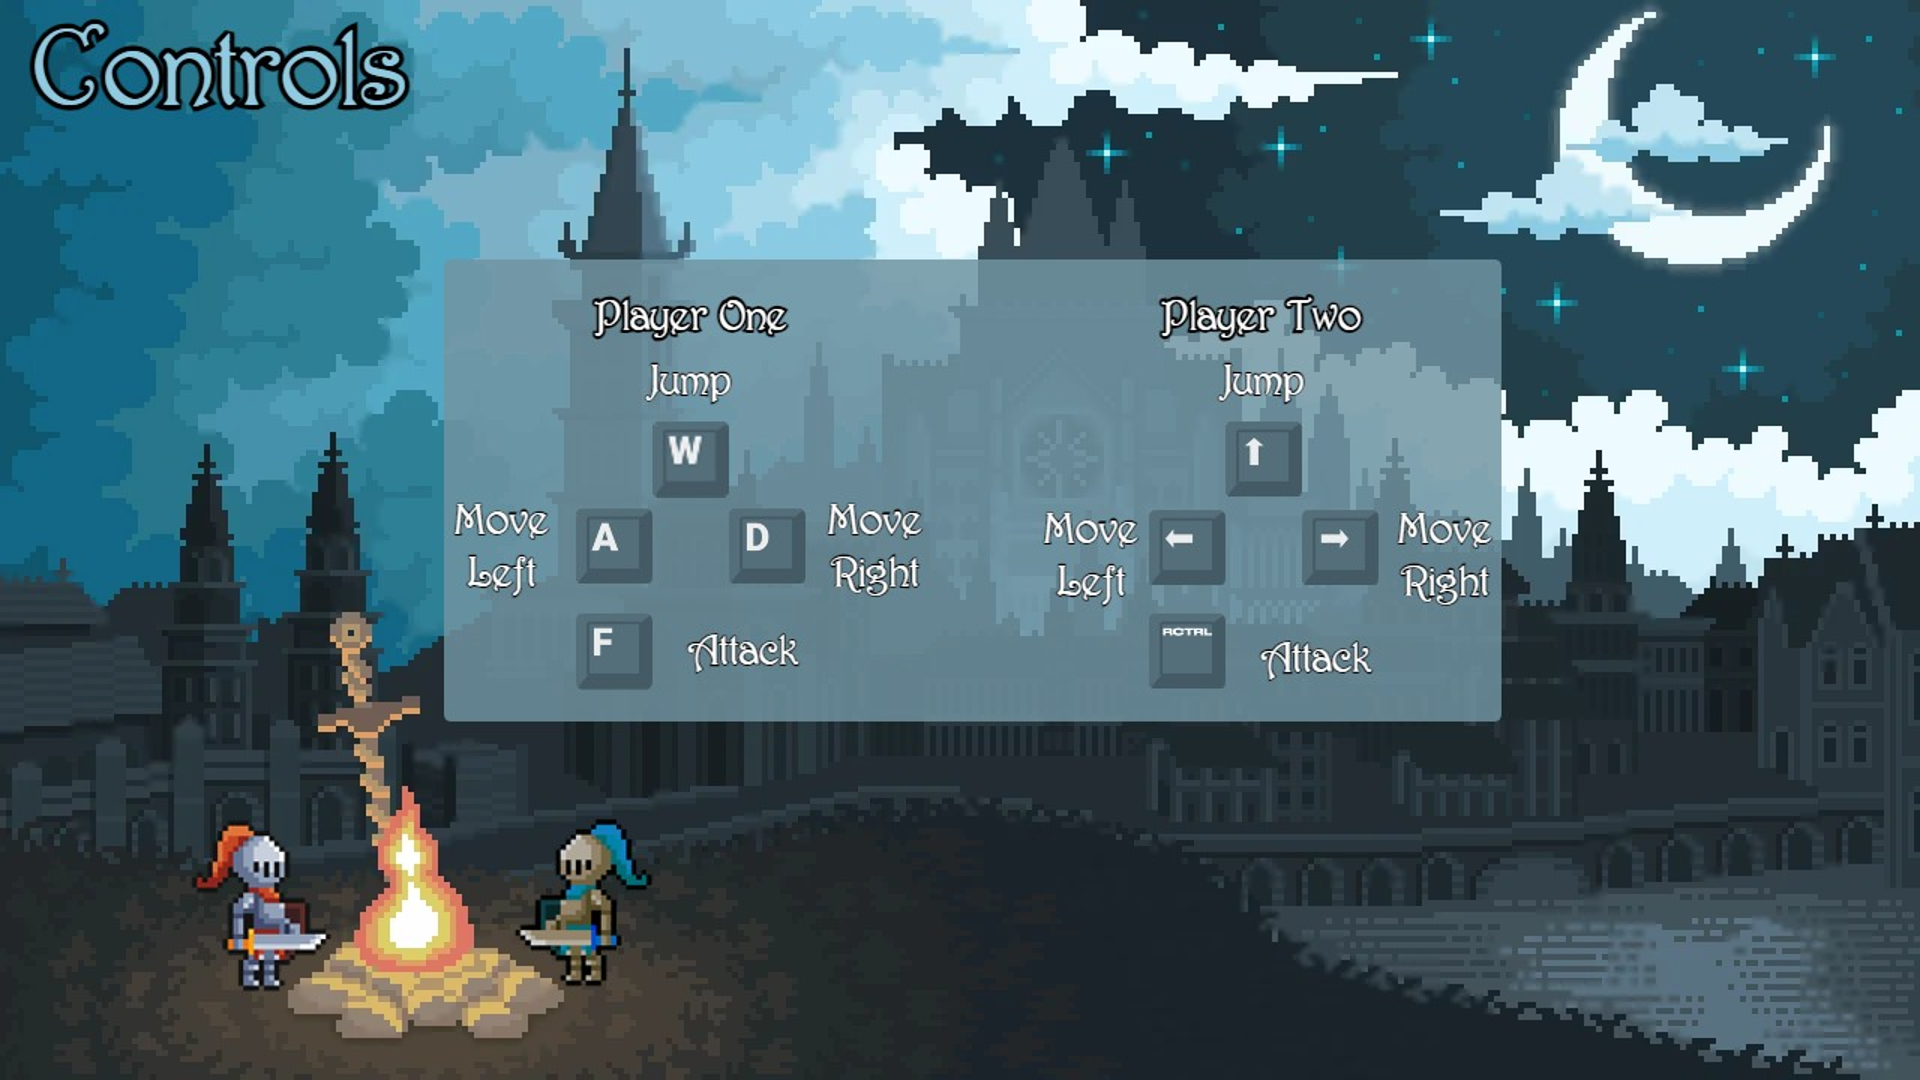 Controls
Player One
Jump
W
Move
Left
A
D
Move
Right
F
Attack
Player Two
Jump
↑
Move
Left
←
→
Move
Right
RCTRL
Attack